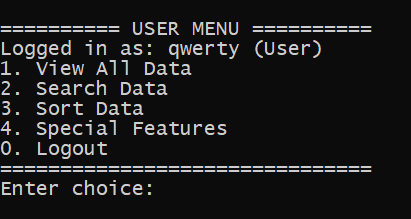 ========== USER MENU ==========
Logged in as: qwerty (User)
1. View All Data
2. Search Data
3. Sort Data
4. Special Features
0. Logout
===============================
Enter choice: